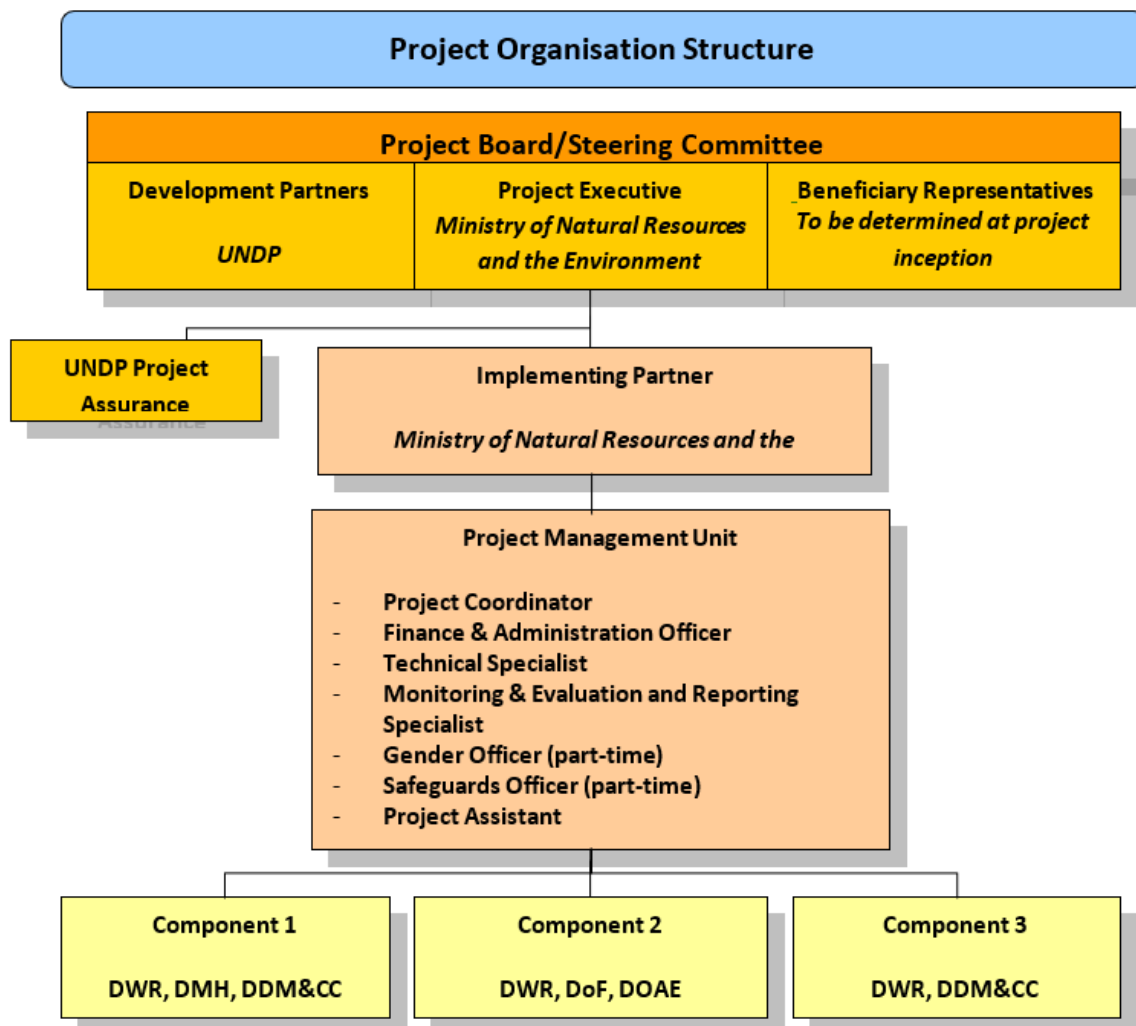 Project Organisation Structure
Project Board/Steering Committee
Development Partners
UNDP
Project Executive
Ministry of Natural Resources
and the Environment
Beneficiary Representatives
To be determined at project
inception
UNDP Project
Assurance
Implementing Partner
Ministry of Natural Resources and the
Project Management Unit
- Project Coordinator
- Finance & Administration Officer
- Technical Specialist
- Monitoring & Evaluation and Reporting
Specialist
- Gender Officer (part-time)
- Safeguards Officer (part-time)
- Project Assistant
Component 1
DWR, DMH, DDM&CC
Component 2
DWR, DoF, DOAE
Component 3
DWR, DDM&CC